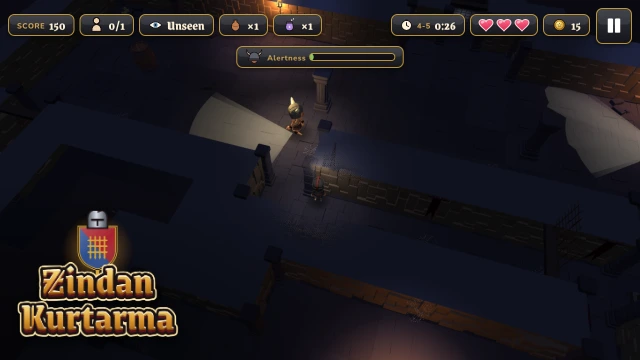 SCORE 150
0/1
Unseen
×1
×1
4-5 0:26
15
Alertness
Zindan
Kurtarma